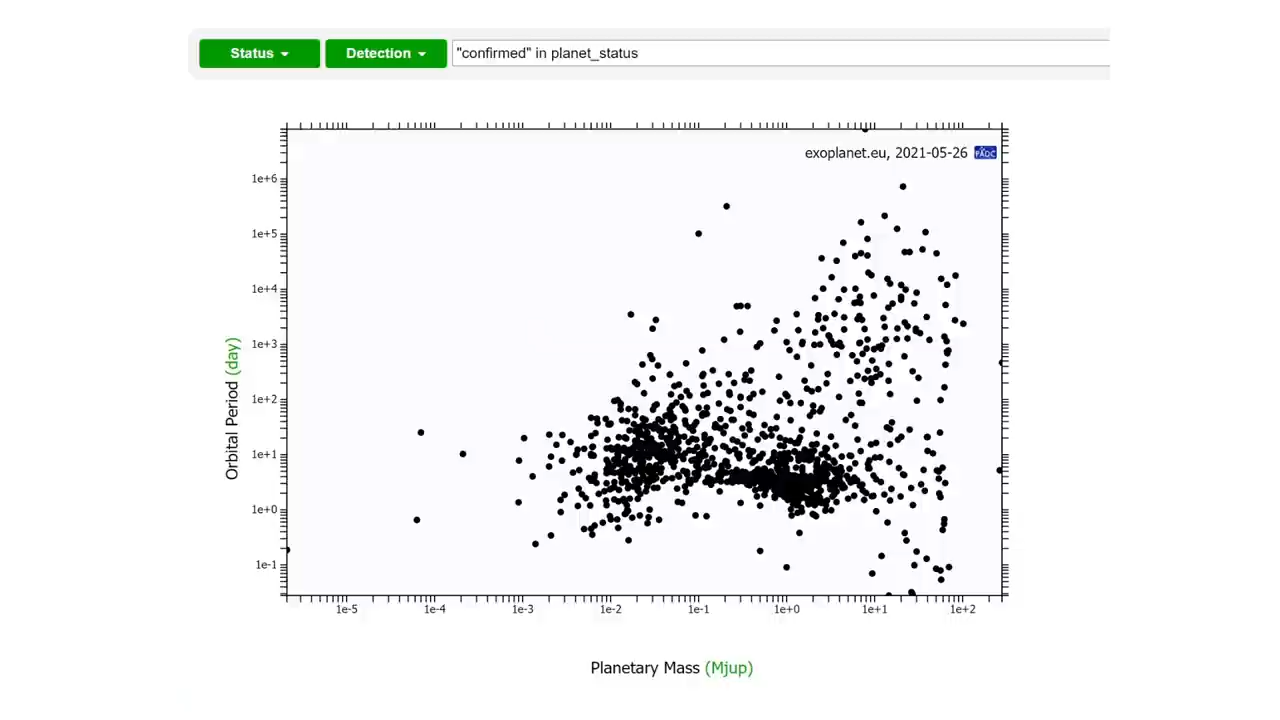 Status Detection "confirmed" in planet_status
exoplanet.eu, 2021-05-26 PADC
1e+6
1e+5
1e+4
1e+3
1e+2
1e+1
1e+0
1e-1
Orbital Period (day)
1e-5 1e-4 1e-3 1e-2 1e-1 1e+0 1e+1 1e+2
Planetary Mass (Mjup)